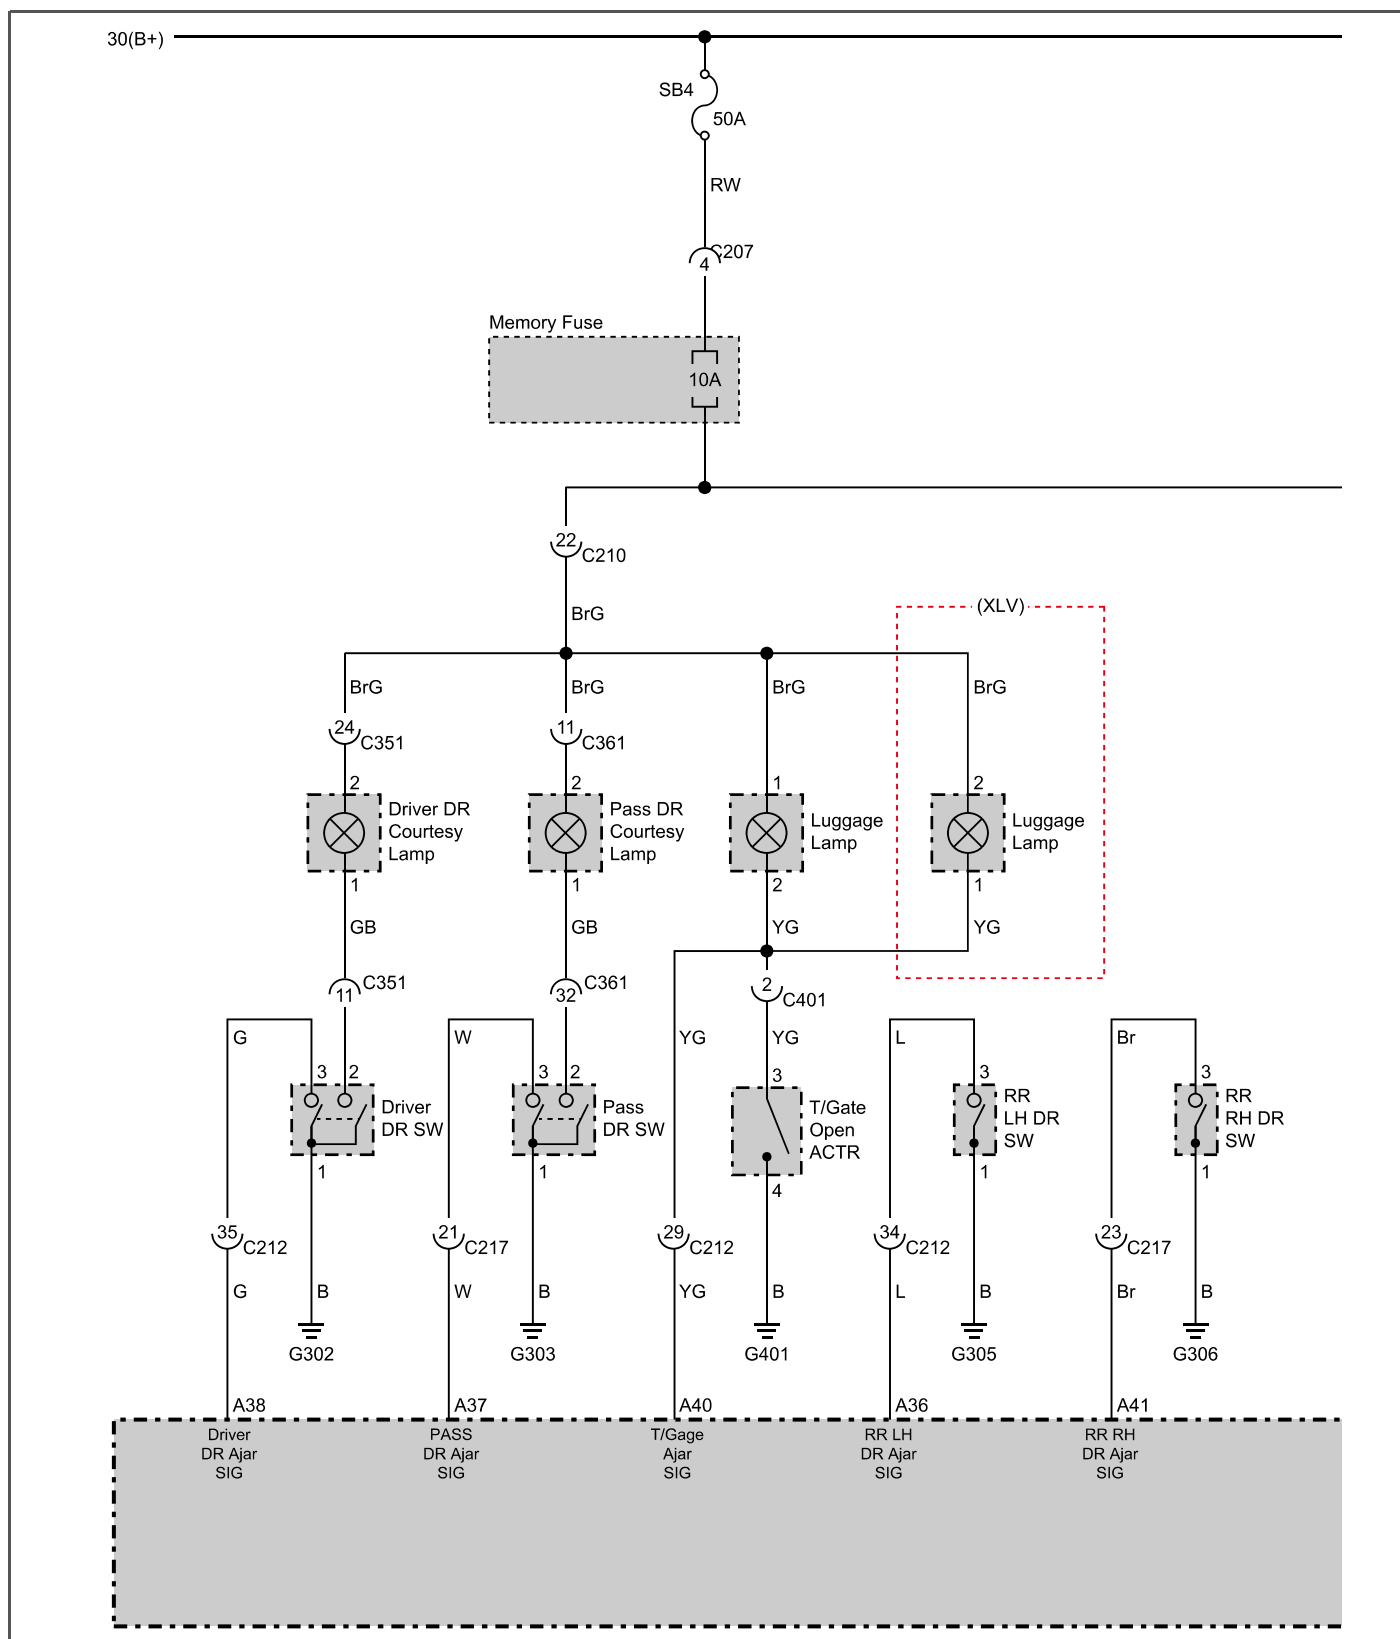 30(B+)
SB4
50A
RW
C207
4
Memory Fuse
10A
22
C210
BrG
(XLV)
BrG
BrG
BrG
BrG
24
C351
11
C361
2
2
1
2
Driver DR
Courtesy
Lamp
Pass DR
Courtesy
Lamp
Luggage
Lamp
Luggage
Lamp
1
1
2
1
GB
GB
YG
YG
C351
11
C361
32
2
C401
G
W
YG
YG
L
Br
3
2
3
2
3
3
3
Driver
DR SW
Pass
DR SW
T/Gate
Open
ACTR
RR
LH DR
SW
RR
RH DR
SW
1
1
4
1
1
35
C212
21
C217
29
C212
34
C212
23
C217
G
B
W
B
YG
B
L
B
Br
B
G302
G303
G401
G305
G306
A38
A37
A40
A36
A41
Driver
DR Ajar
SIG
PASS
DR Ajar
SIG
T/Gage
Ajar
SIG
RR LH
DR Ajar
SIG
RR RH
DR Ajar
SIG